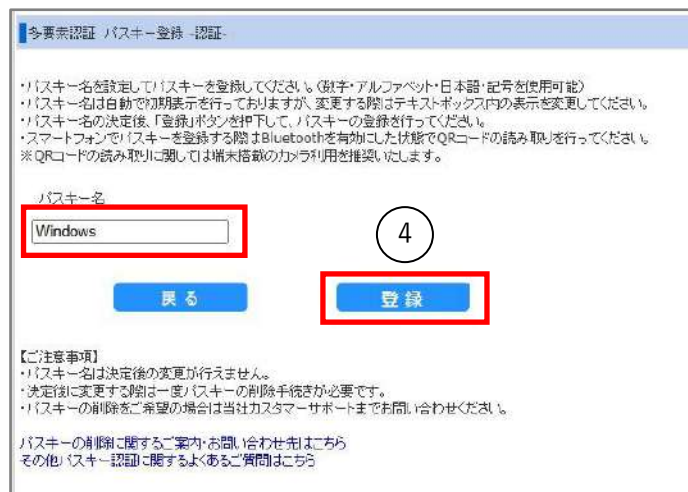 多要素認証 パスキー登録 -認証-
・パスキー名を設定してパスキーを登録してください。(数字・アルファベット・日本語・記号を使用可能)
・パスキー名は自動で初期表示を行っておりますが、変更する際はテキストボックス内の表示を変更してください。
・パスキー名の決定後、「登録」ボタンを押下して、パスキーの登録を行ってください。
・スマートフォンでパスキーを登録する際はBluetoothを有効にした状態でQRコードの読み取りを行ってください。
※QRコードの読み取りに関しては端末搭載のカメラ利用を推奨いたします。
パスキー名
Windows
4
戻る
登録
【ご注意事項】
・パスキー名は決定後の変更が行えません。
・決定後に変更する際は一度パスキーの削除手続きが必要です。
・パスキーの削除をご希望の場合は当社カスタマーサポートまでお問い合わせください。
パスキーの削除に関するご案内・お問い合わせ先はこちら
その他パスキー認証に関するよくあるご質問はこちら